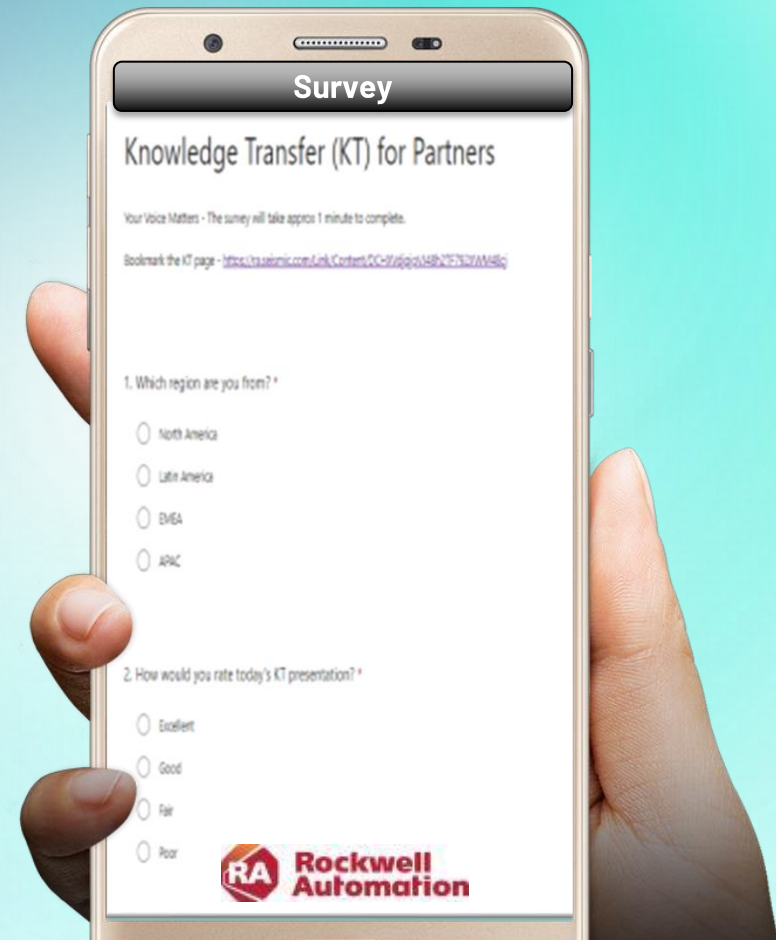 Survey
Knowledge Transfer (KT) for Partners
Your Voice Matters - The survey will take approx 1 minute to complete.
Bookmark the KT page -
1. Which region are you from? *
North America
Latin America
EMEA
APAC
2. How would you rate today's KT presentation? *
Excellent
Good
Fair
Poor
RA Rockwell
Automation